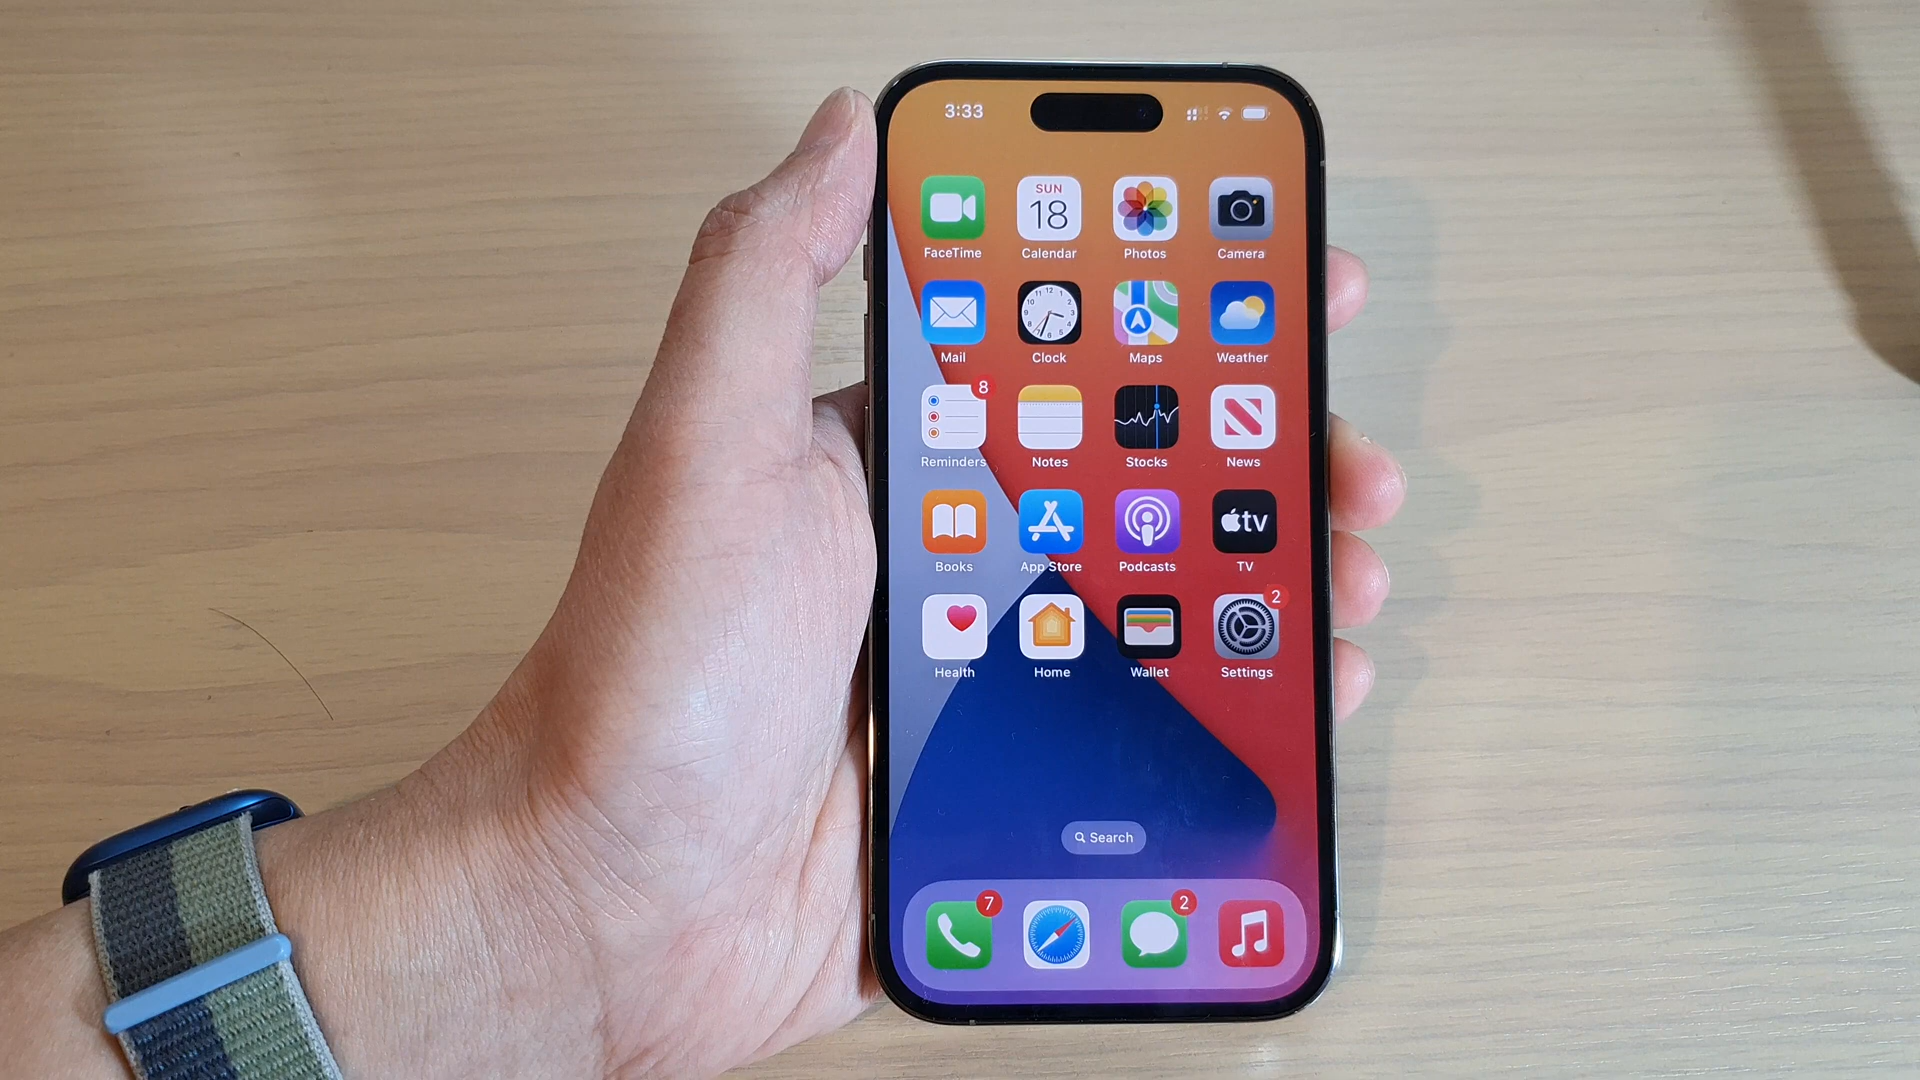 3:33
SUN
18
FaceTime Calendar Photos Camera
Mail Clock Maps Weather
8
Reminders Notes Stocks News
tv
Books App Store Podcasts TV
2
Health Home Wallet Settings
Search
7 2